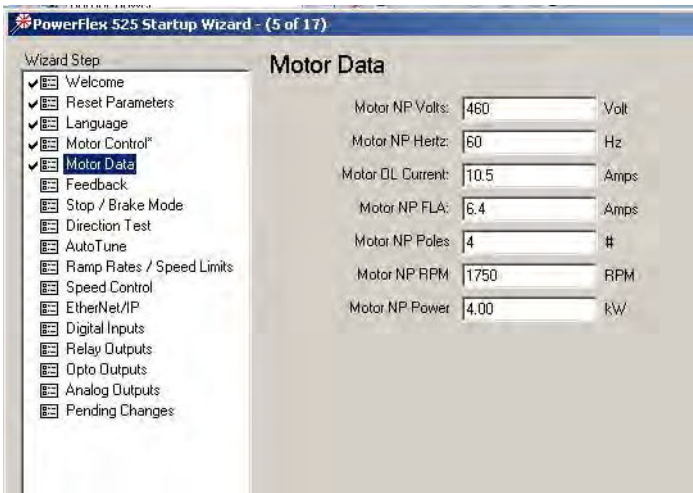 PowerFlex 525 Startup Wizard - (5 of 17)
Wizard Step
Welcome
Reset Parameters
Language
Motor Control*
Motor Data
Feedback
Stop / Brake Mode
Direction Test
AutoTune
Ramp Rates / Speed Limits
Speed Control
EtherNet/IP
Digital Inputs
Relay Outputs
Opto Outputs
Analog Outputs
Pending Changes
Motor Data
Motor NP Volts: 460 Volt
Motor NP Hertz: 60 Hz
Motor OL Current: 10.5 Amps
Motor NP FLA: 6.4 Amps
Motor NP Poles 4 #
Motor NP RPM 1750 RPM
Motor NP Power 4.00 kW